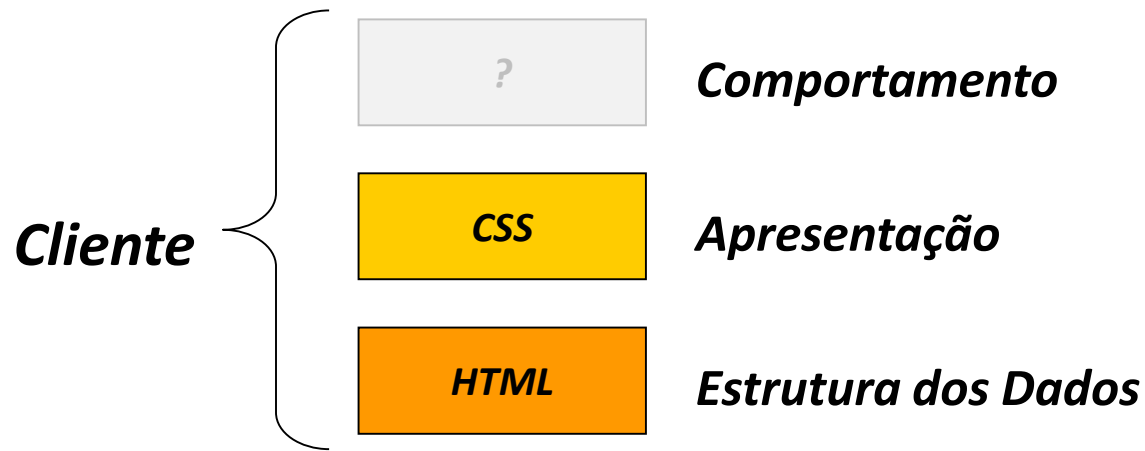 ?
Comportamento
Cliente
CSS
Apresentação
HTML
Estrutura dos Dados